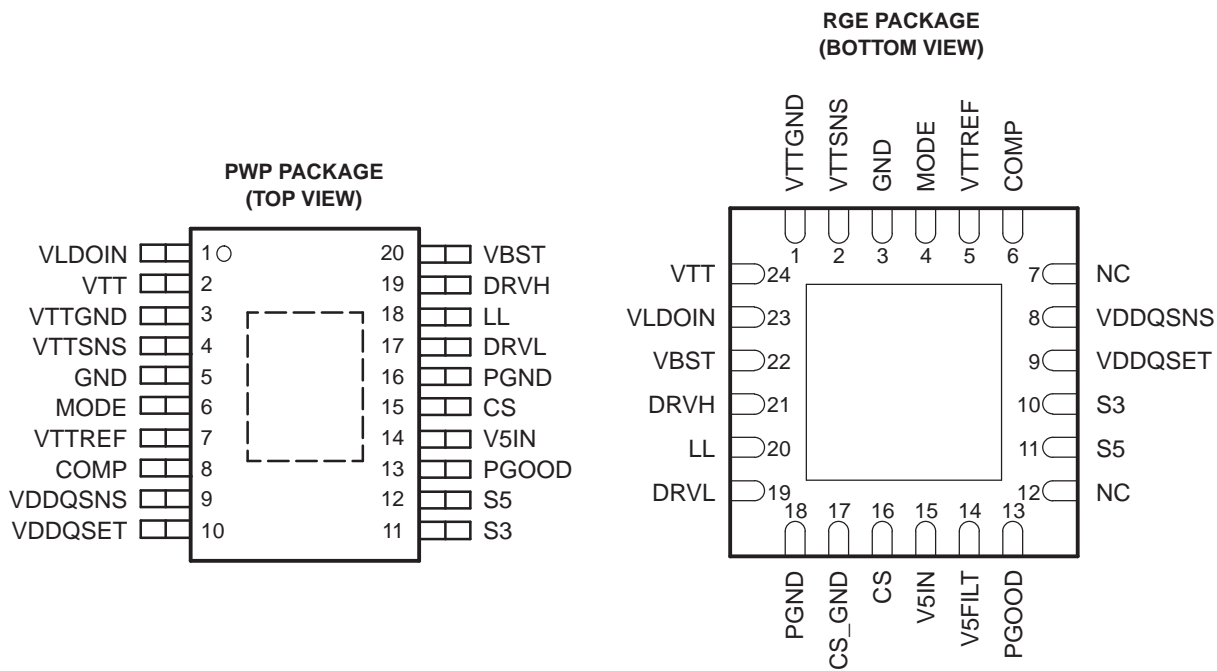 PWP PACKAGE
(TOP VIEW)
VLDOIN 1 20 VBST
VTT 2 19 DRVH
VTTGND 3 18 LL
VTTSNS 4 17 DRVL
GND 5 16 PGND
MODE 6 15 CS
VTTREF 7 14 V5IN
COMP 8 13 PGOOD
VDDQSNS 9 12 S5
VDDQSET 10 11 S3
RGE PACKAGE
(BOTTOM VIEW)
VTTGND VTTSNS GND MODE VTTREF COMP
1 2 3 4 5 6
VTT 24 7 NC
VLDOIN 23 8 VDDQSNS
VBST 22 9 VDDQSET
DRVH 21 10 S3
LL 20 11 S5
DRVL 19 12 NC
18 17 16 15 14 13
PGND CS_GND CS V5IN V5FILT PGOOD